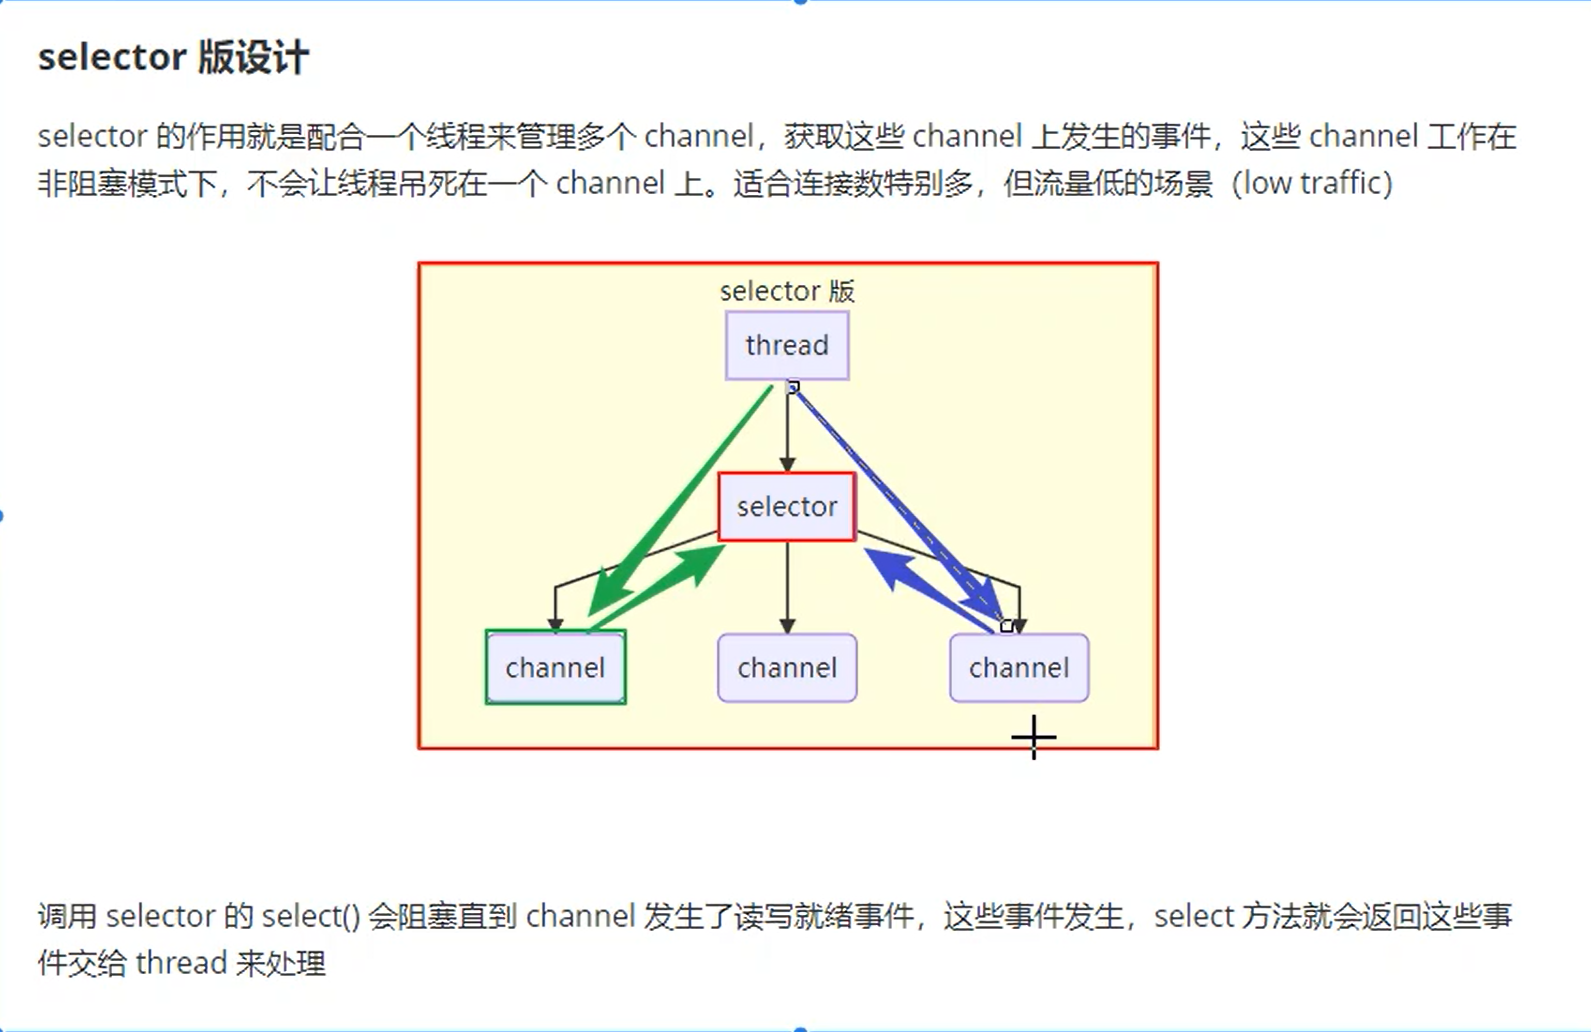 selector 版设计
selector 的作用就是配合一个线程来管理多个 channel，获取这些 channel 上发生的事件，这些 channel 工作在
非阻塞模式下，不会让线程吊死在一个 channel 上。适合连接数特别多，但流量低的场景（low traffic）
selector 版
thread
selector
channel
channel
channel
调用 selector 的 select() 会阻塞直到 channel 发生了读写就绪事件，这些事件发生，select 方法就会返回这些事
件交给 thread 来处理